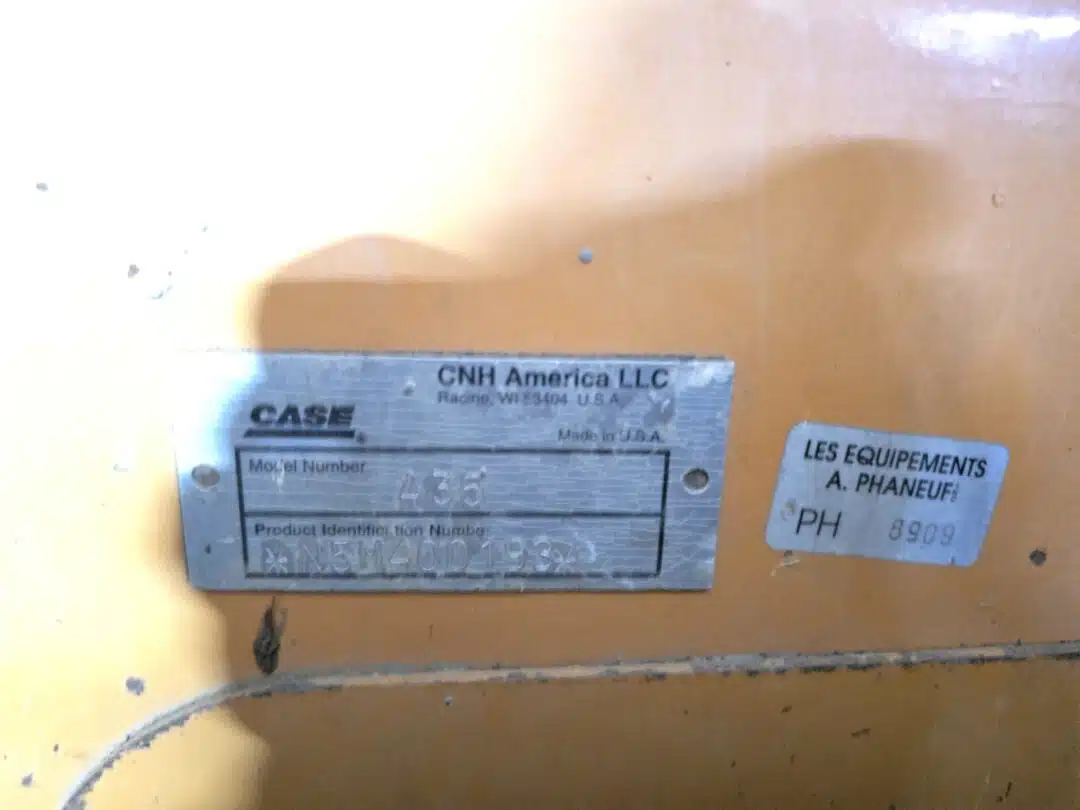 CNH America LLC
Racine, WI 53404 U.S.A.
CASE
Made in U.S.A.
Model Number
435
Product Identification Number
*N5M400193*
LES EQUIPEMENTS
A. PHANEUF
PH 8909